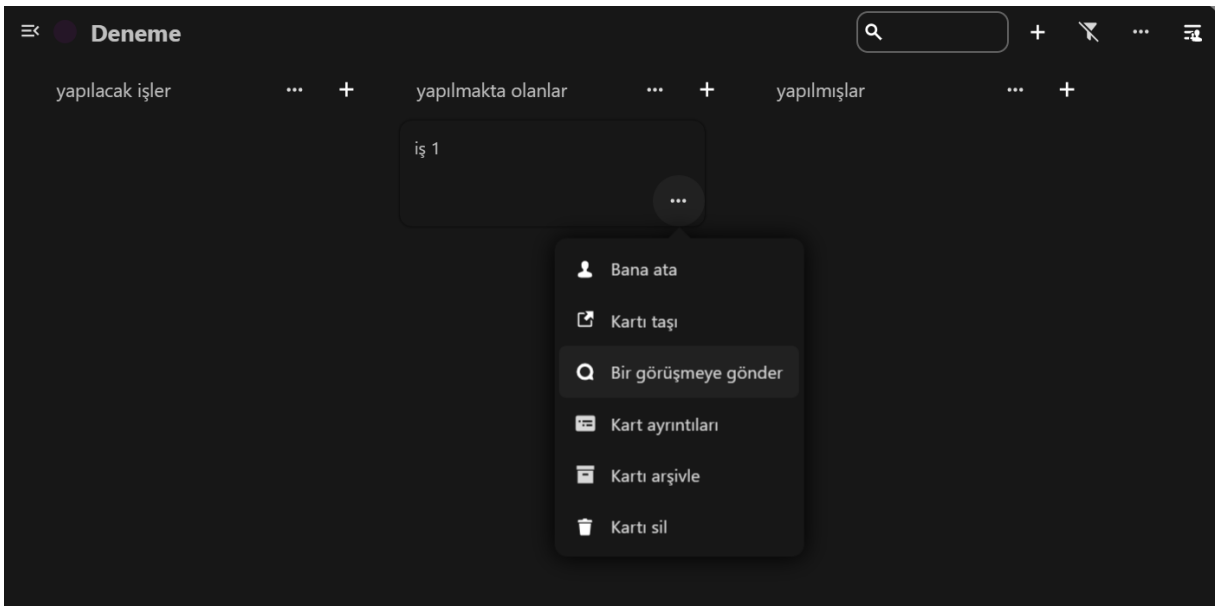 Deneme
yapılacak işler
yapılmakta olanlar
yapılmışlar
iş 1
Bana ata
Kartı taşı
Bir görüşmeye gönder
Kart ayrıntıları
Kartı arşivle
Kartı sil